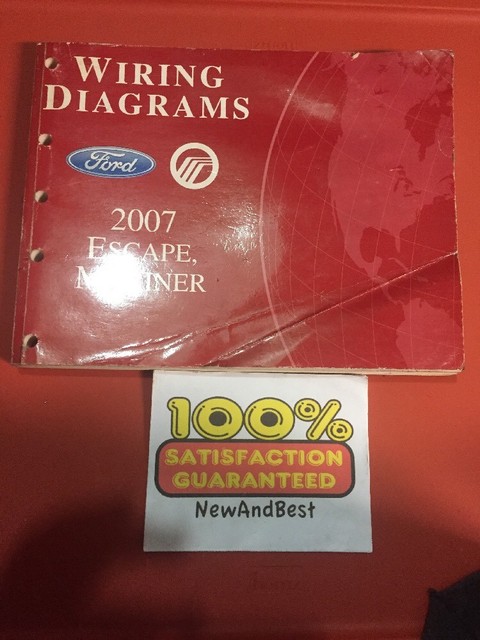 WIRING
DIAGRAMS
Ford
2007
ESCAPE,
100%
SATISFACTION
GUARANTEED
NewAndBest